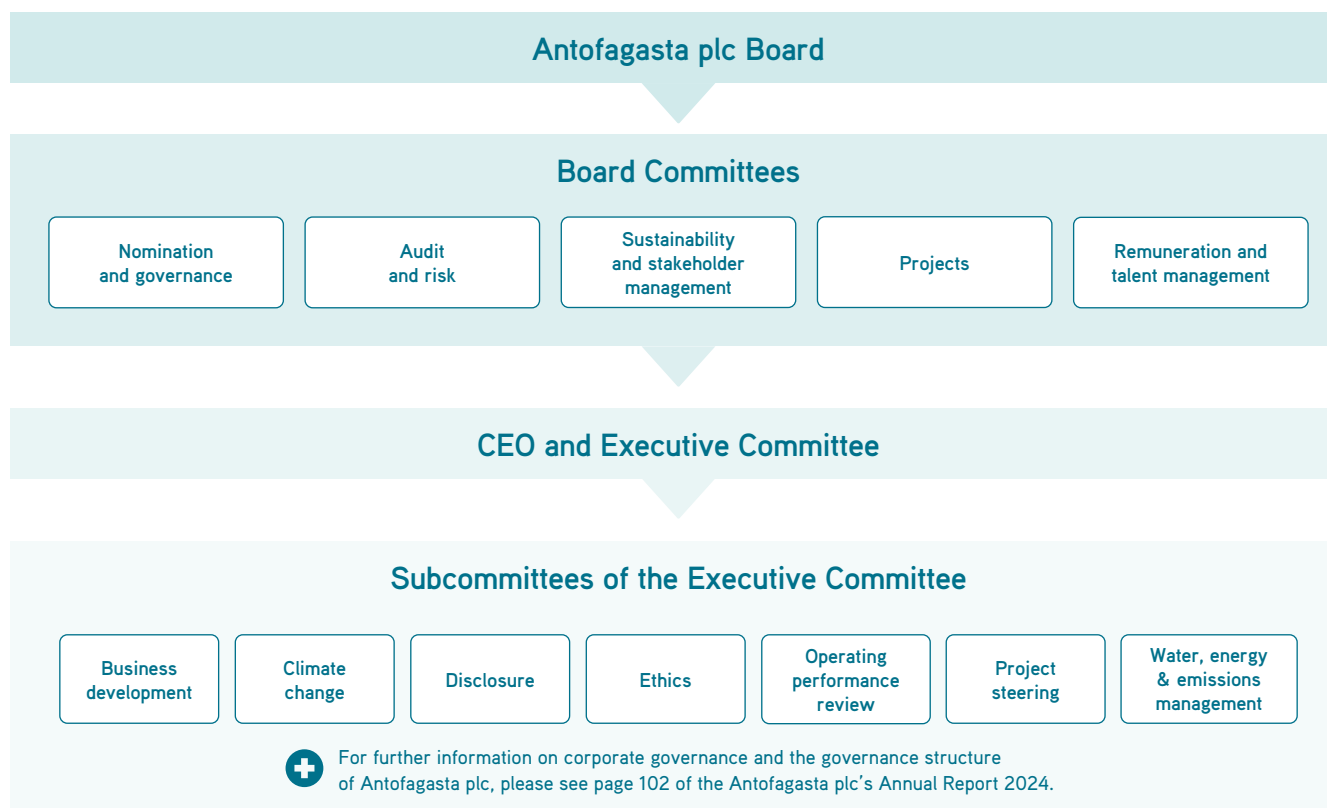 Antofagasta plc Board
Board Committees
Nomination
and governance
Audit
and risk
Sustainability
and stakeholder
management
Projects
Remuneration and
talent management
CEO and Executive Committee
Subcommittees of the Executive Committee
Business
development
Climate
change
Disclosure
Ethics
Operating
performance
review
Project
steering
Water, energy
& emissions
management
For further information on corporate governance and the governance structure
of Antofagasta plc, please see page 102 of the Antofagasta plc’s Annual Report 2024.